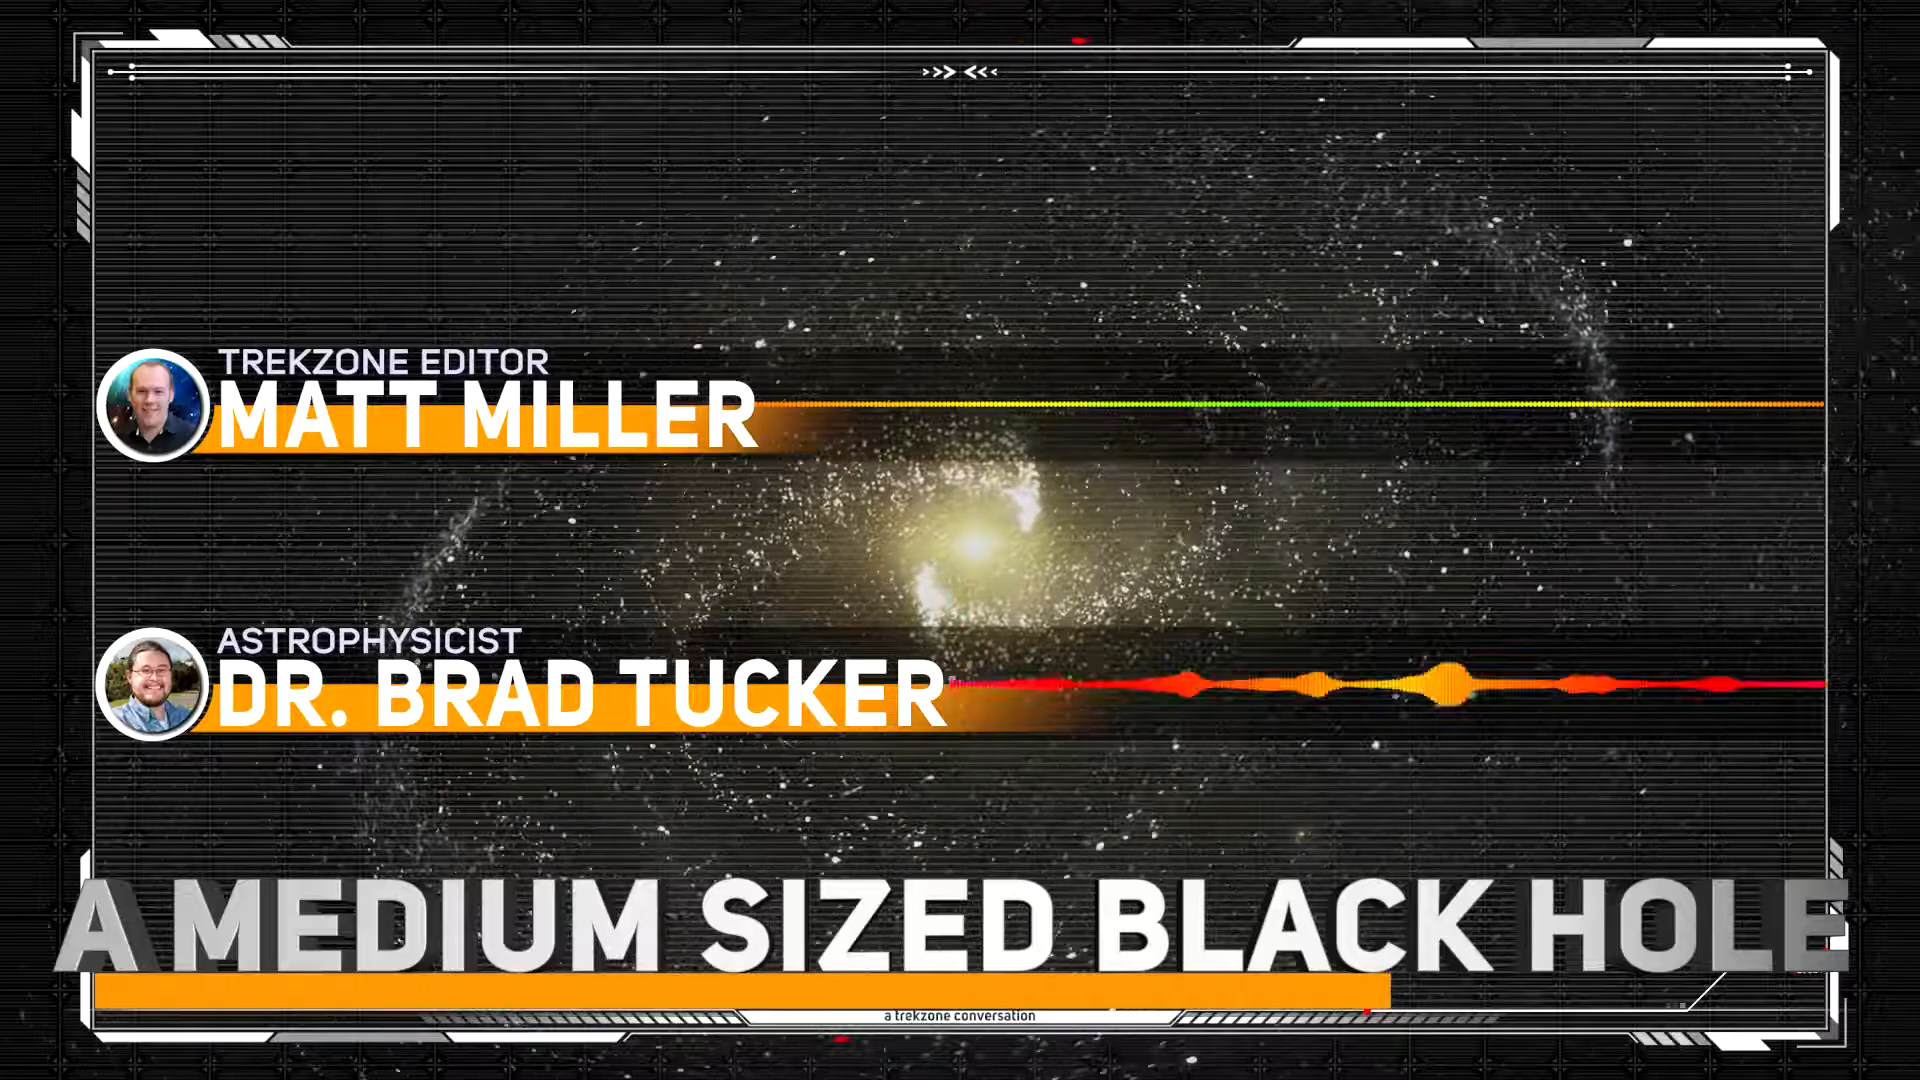 TREKZONE EDITOR
MATT MILLER
ASTROPHYSICIST
DR. BRAD TUCKER
A MEDIUM SIZED BLACK HOLE
a trekzone conversation